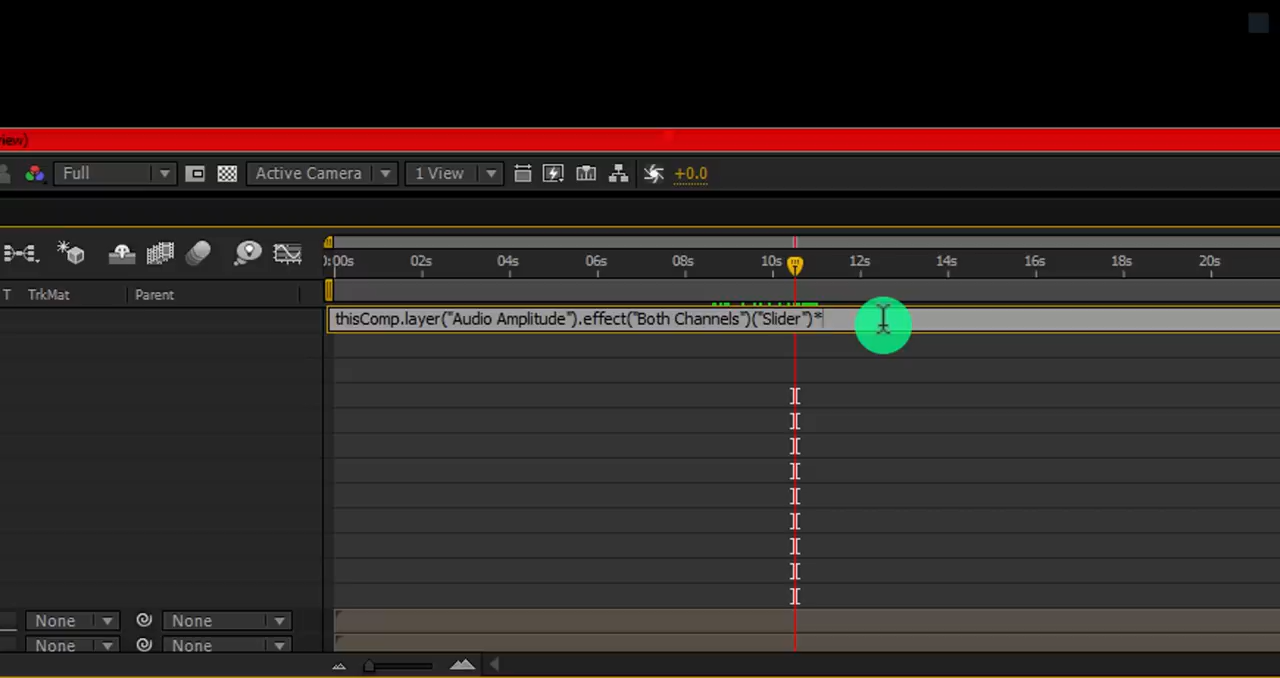 iew)
Full
Active Camera
1 View
+0.0
):00s
02s
04s
06s
08s
10s
12s
14s
16s
18s
20s
T
TrkMat
Parent
thisComp.layer("Audio Amplitude").effect("Both Channels")("Slider")*
None
None
None
None